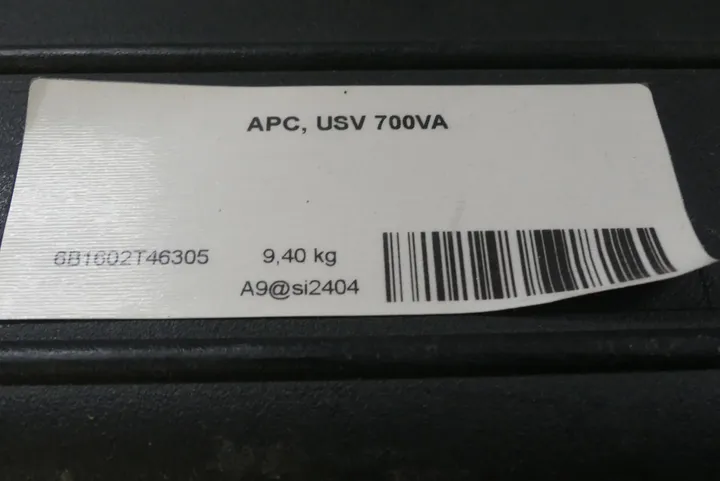 APC, USV 700VA
6B1602T46305 9,40 kg
A9@si2404